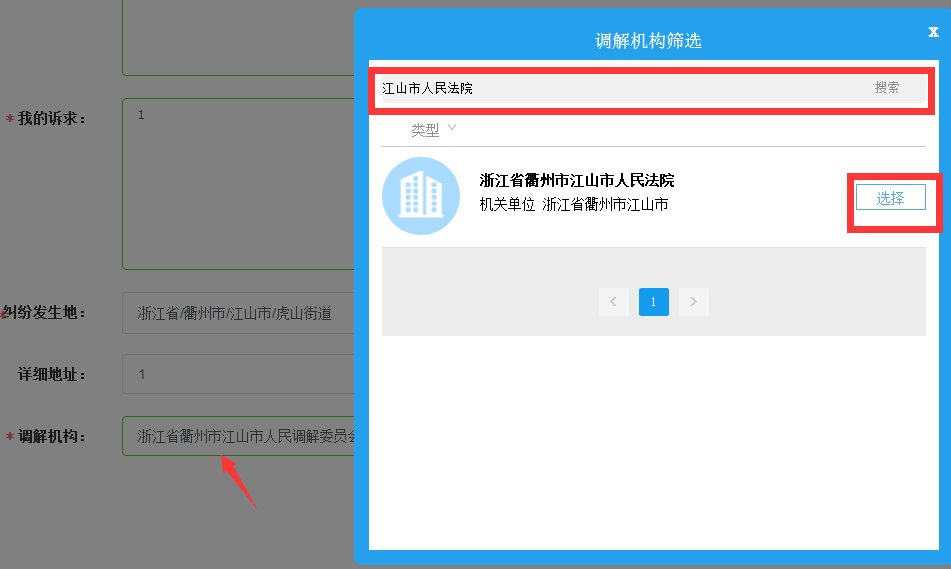 调解机构筛选
x
江山市人民法院 搜索
类型
浙江省衢州市江山市人民法院
机关单位 浙江省衢州市江山市
选择
1
*我的诉求：
1
*纠纷发生地：
浙江省/衢州市/江山市/虎山街道
详细地址：
1
*调解机构：
浙江省衢州市江山市人民调解委员会